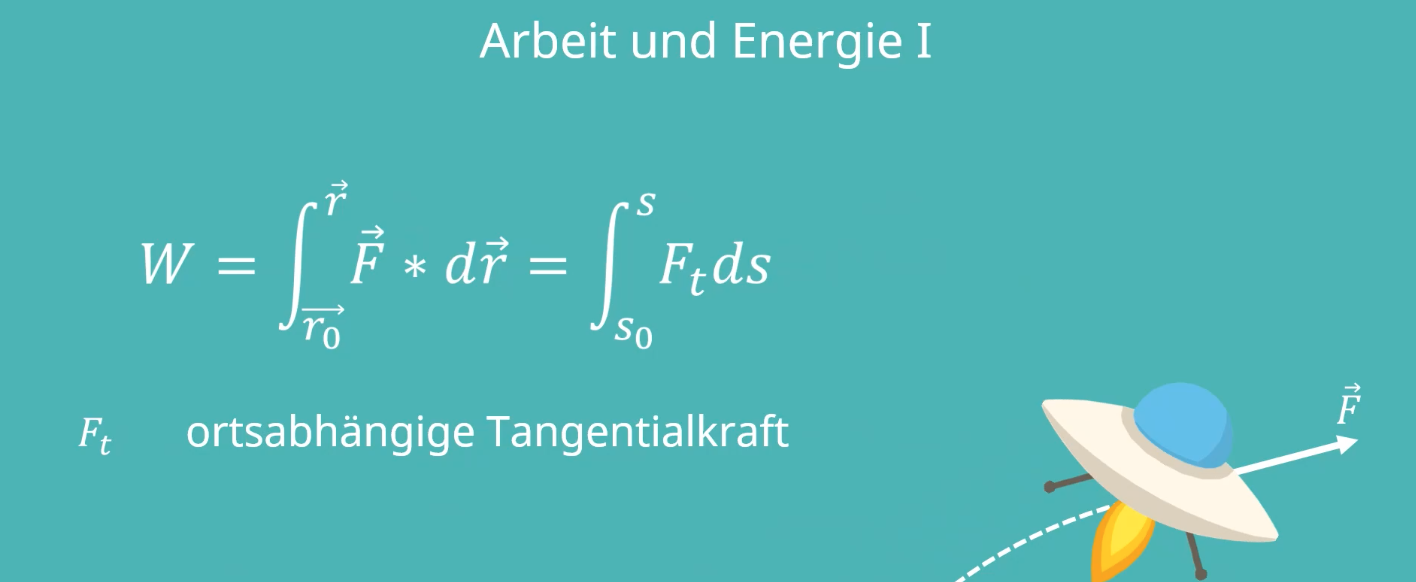 Arbeit und Energie I
$W = \int_{\overrightarrow{r_0}}^{\vec{r}} \vec{F} * d\vec{r} = \int_{s_0}^{s} F_t ds$
$F_t$ ortsabhängige Tangentialkraft
$\vec{F}$